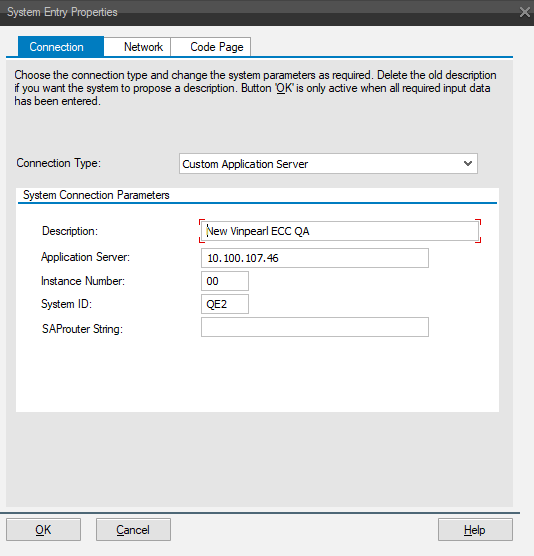 System Entry Properties
Connection
Network
Code Page
Choose the connection type and change the system parameters as required. Delete the old description
if you want the system to propose a description. Button 'OK' is only active when all required input data
has been entered.
Connection Type:
Custom Application Server
System Connection Parameters
Description:
New Vinpearl ECC QA
Application Server:
10.100.107.46
Instance Number:
00
System ID:
QE2
SAProuter String:
OK
Cancel
Help